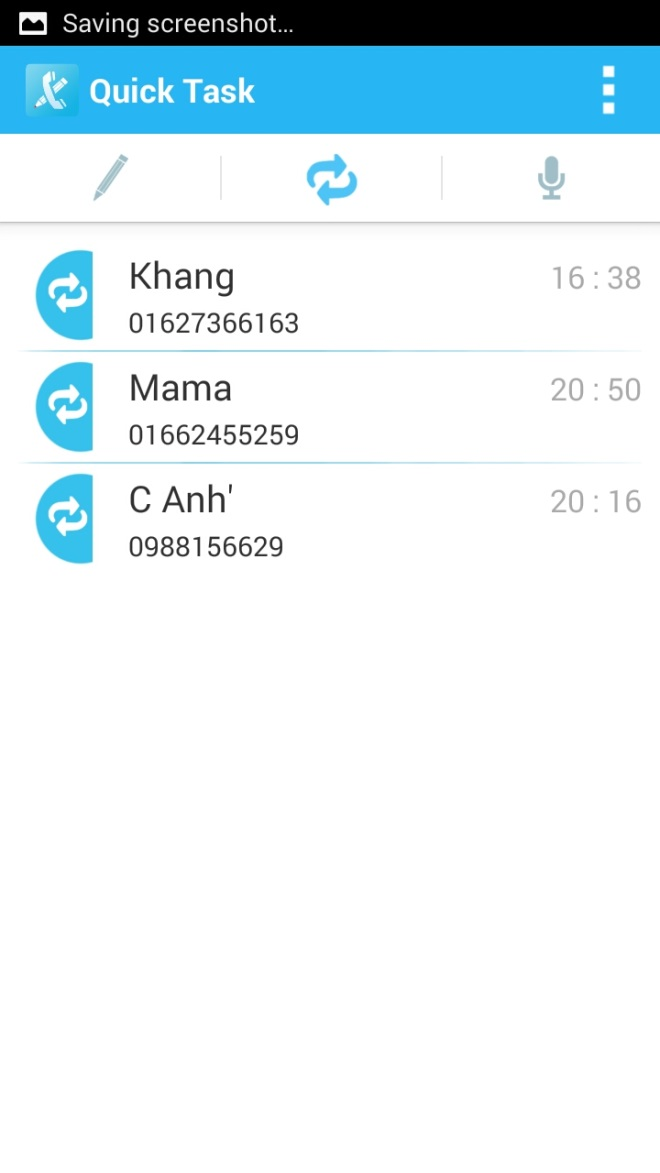 Saving screenshot...
Quick Task
Khang
16 : 38
01627366163
Mama
20 : 50
01662455259
C Anh'
20 : 16
0988156629